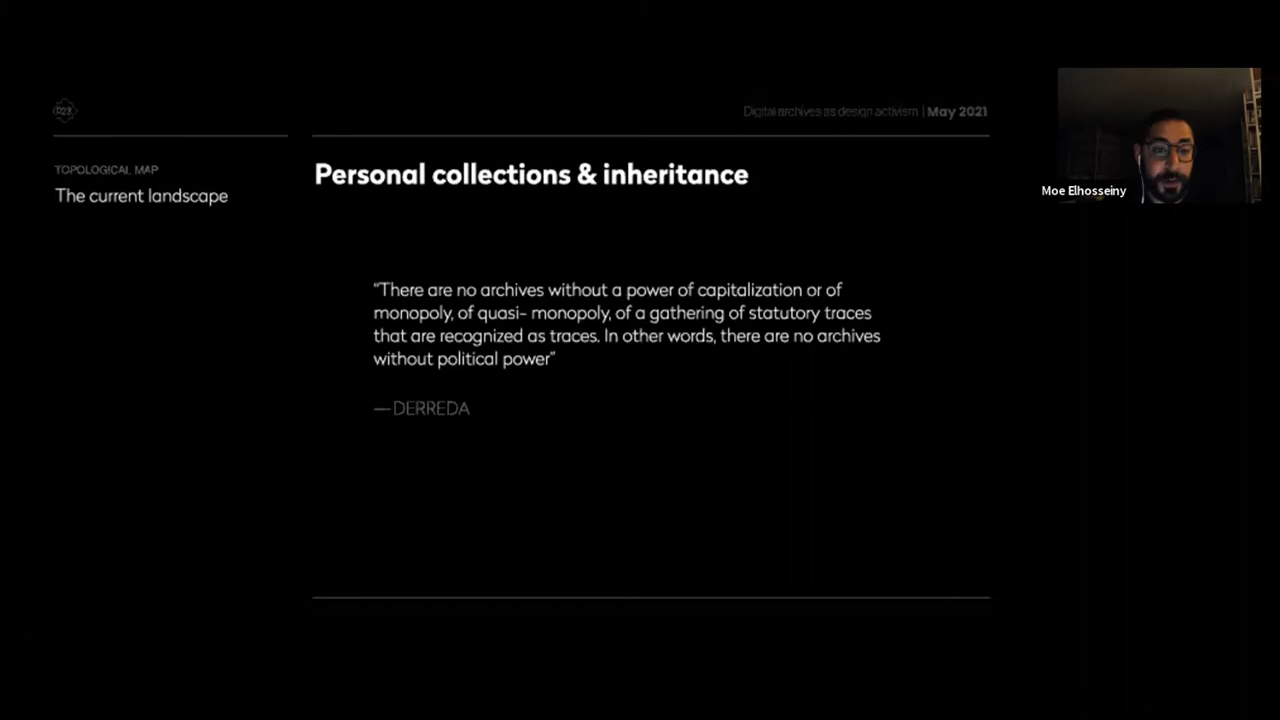 P23
Digital archives as design activism | May 2021
TOPOLOGICAL MAP
The current landscape
Personal collections & inheritance
Moe Elhosseiny
"There are no archives without a power of capitalization or of
monopoly, of quasi- monopoly, of a gathering of statutory traces
that are recognized as traces. In other words, there are no archives
without political power"
— DERREDA